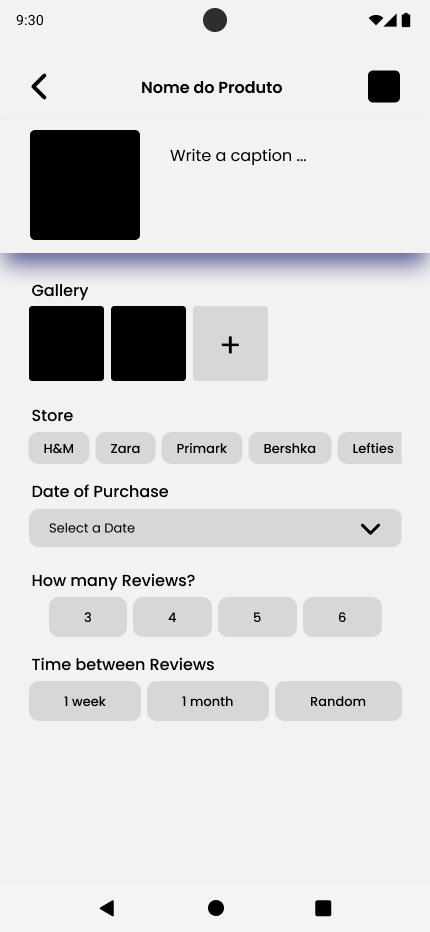 9:30
Nome do Produto
Write a caption ...
Gallery
+
Store
H&M Zara Primark Bershka Lefties
Date of Purchase
Select a Date
How many Reviews?
3 4 5 6
Time between Reviews
1 week 1 month Random